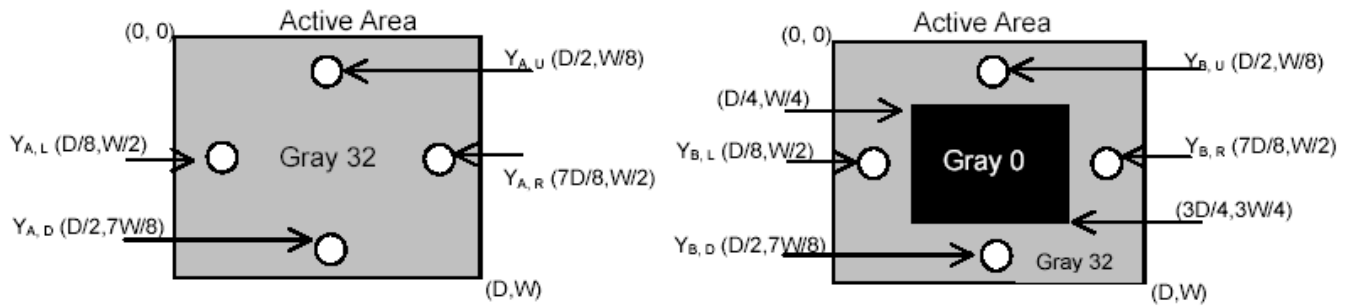 Active Area
(0, 0)
Y_A, U (D/2,W/8)
Y_A, L (D/8,W/2)
Gray 32
Y_A, R (7D/8,W/2)
Y_A, D (D/2,7W/8)
(D,W)
Active Area
(0, 0)
Y_B, U (D/2,W/8)
(D/4,W/4)
Y_B, L (D/8,W/2)
Gray 0
Y_B, R (7D/8,W/2)
(3D/4,3W/4)
Y_B, D (D/2,7W/8)
Gray 32
(D,W)